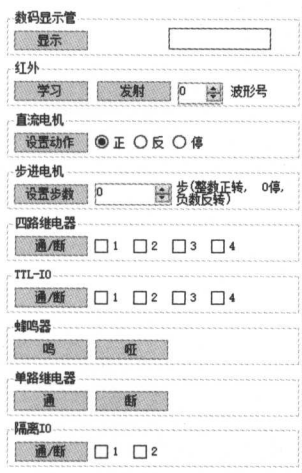 数码显示管
显示
红外
学习 发射 0 波形号
直流电机
设置动作 正 反 停
步进电机
设置步数 0 步(整数正转, 0停,
负数反转)
四路继电器
通/断 1 2 3 4
TTL-IO
通/断 1 2 3 4
蜂鸣器
鸣 哑
单路继电器
通 断
隔离IO
通/断 1 2